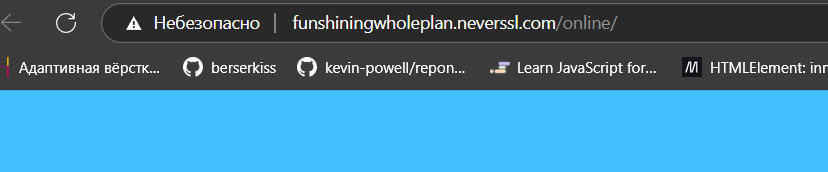 Небезопасно funshiningwholeplan.neverssl.com/online/
Адаптивная вёрстк... berserkiss kevin-powell/repon... Learn JavaScript for... HTMLElement: inn